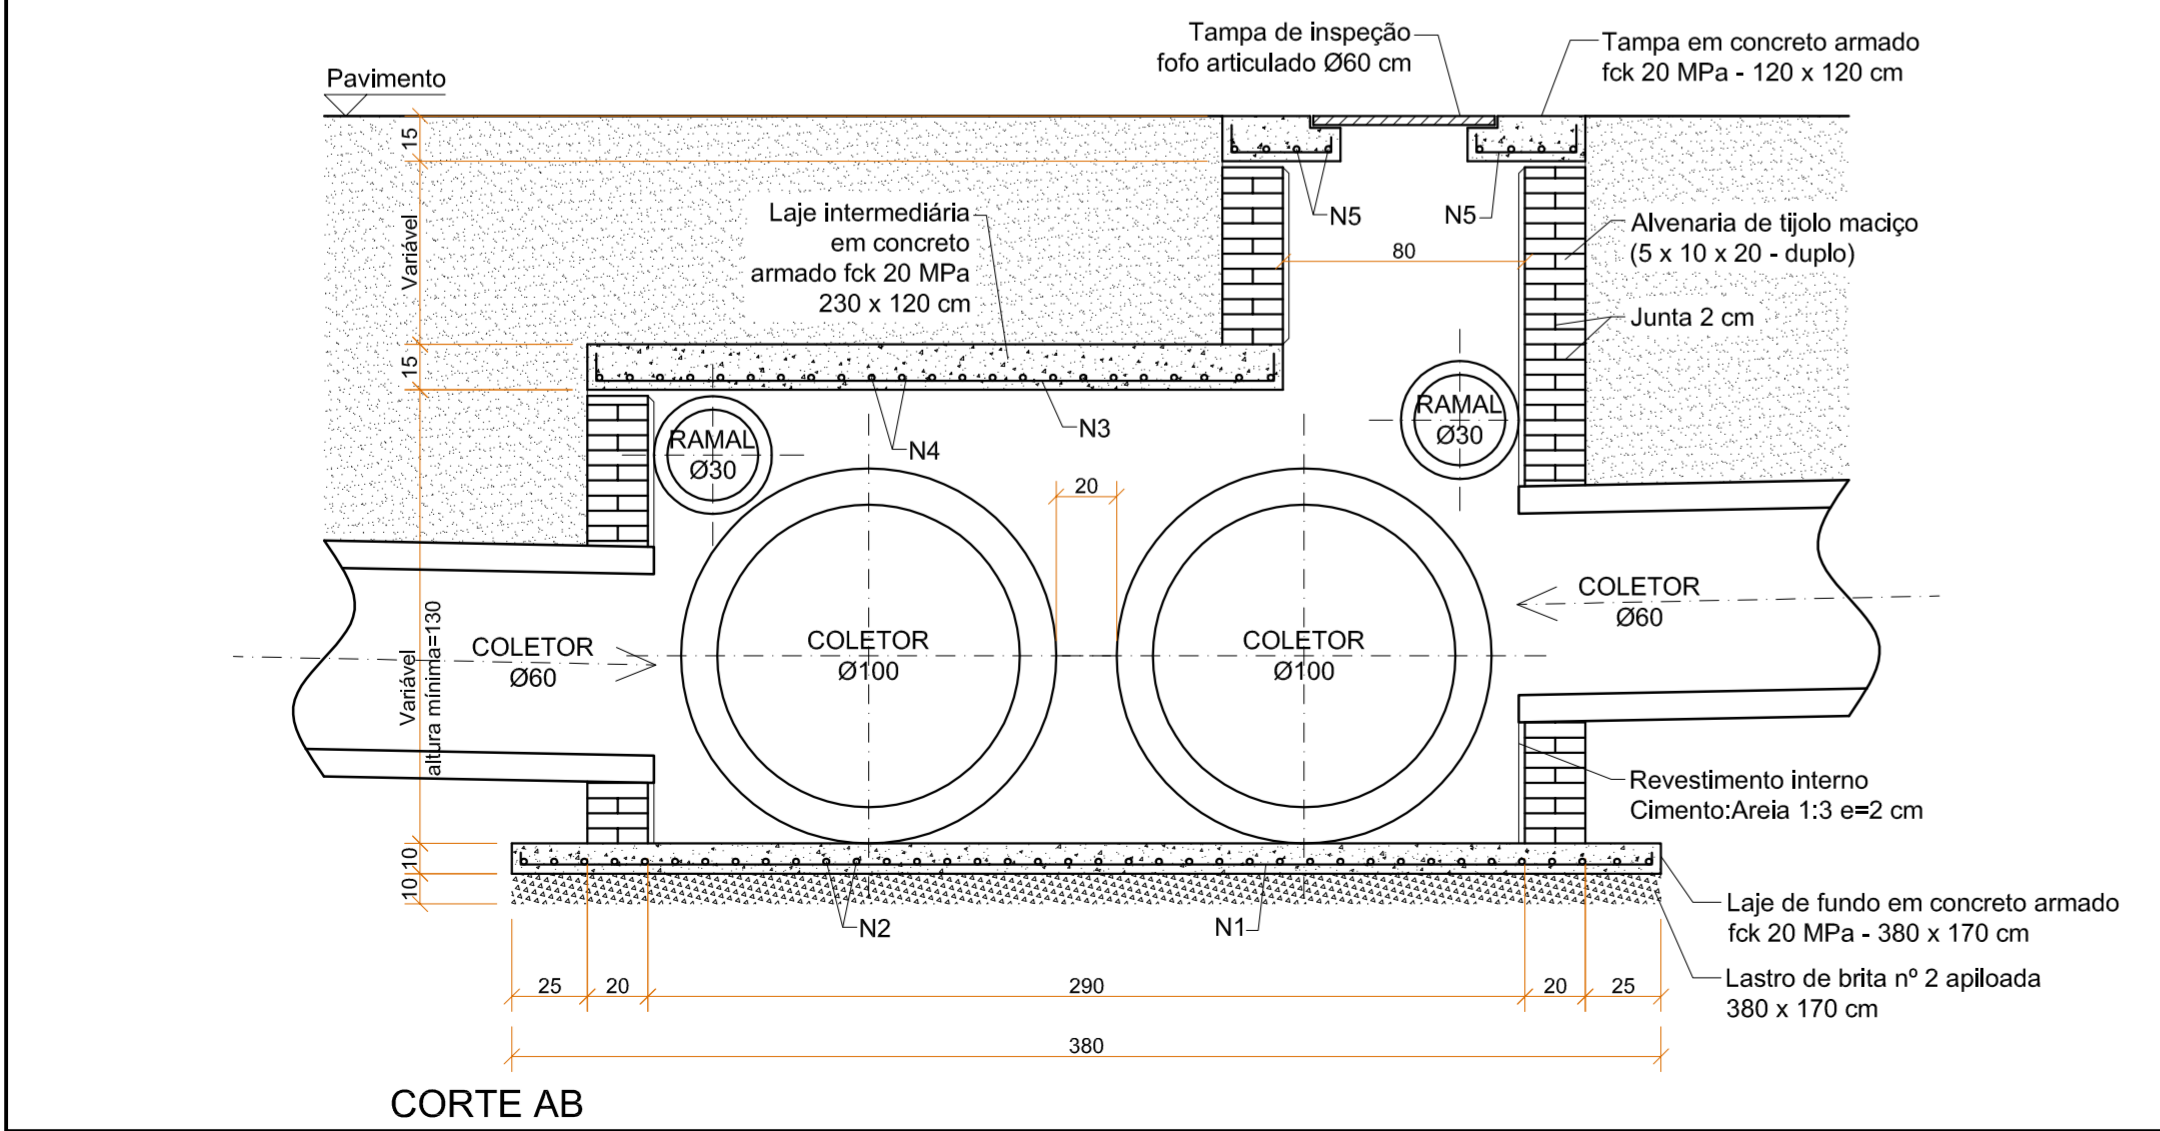 Tampa de inspeção
fofo articulado Ø60 cm
Tampa em concreto armado
fck 20 MPa - 120 x 120 cm
Pavimento
15
Variável
15
Variável
altura mínima=130
10
10
Laje intermediária
em concreto
armado fck 20 MPa
230 x 120 cm
N5
N5
80
Alvenaria de tijolo maciço
(5 x 10 x 20 - duplo)
Junta 2 cm
RAMAL
Ø30
N4
N3
RAMAL
Ø30
20
COLETOR
Ø60
COLETOR
Ø100
COLETOR
Ø100
COLETOR
Ø60
Revestimento interno
Cimento:Areia 1:3 e=2 cm
N2
N1
Laje de fundo em concreto armado
fck 20 MPa - 380 x 170 cm
Lastro de brita nº 2 apiloada
380 x 170 cm
25
20
290
20
25
380
CORTE AB